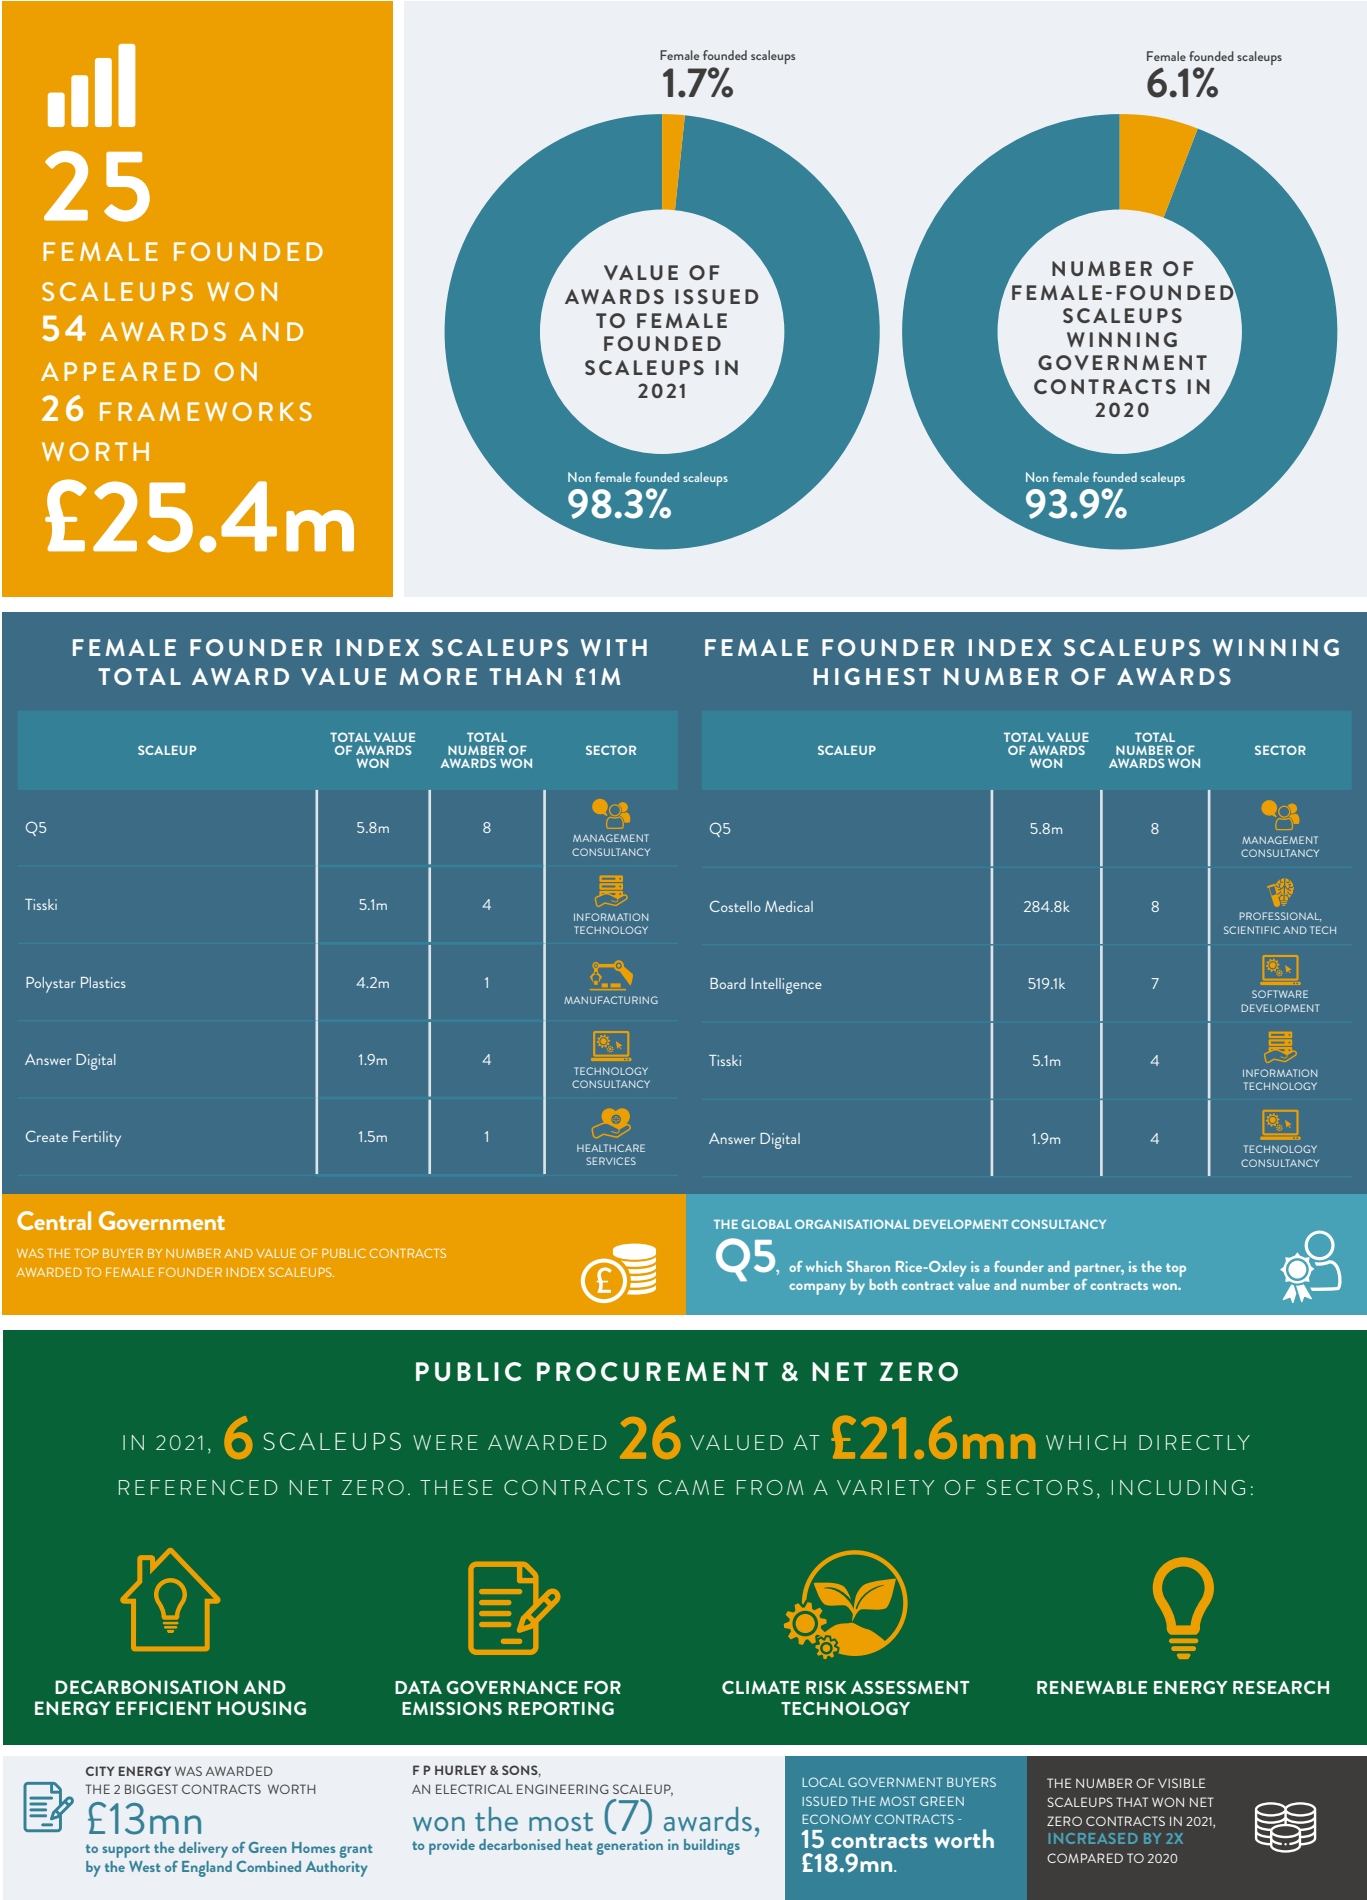 25
FEMALE FOUNDED
SCALEUPS WON
54 AWARDS AND
APPEARED ON
26 FRAMEWORKS
WORTH
£25.4m
Female founded scaleups
1.7%
VALUE OF
AWARDS ISSUED
TO FEMALE
FOUNDED
SCALEUPS IN
2021
Non female founded scaleups
98.3%
Female founded scaleups
6.1%
NUMBER OF
FEMALE-FOUNDED
SCALEUPS
WINNING
GOVERNMENT
CONTRACTS IN
2020
Non female founded scaleups
93.9%
FEMALE FOUNDER INDEX SCALEUPS WITH
TOTAL AWARD VALUE MORE THAN £1M
SCALEUP
TOTAL VALUE
OF AWARDS
WON
TOTAL
NUMBER OF
AWARDS WON
SECTOR
Q5
5.8m
8
MANAGEMENT
CONSULTANCY
Tisski
5.1m
4
INFORMATION
TECHNOLOGY
Polystar Plastics
4.2m
1
MANUFACTURING
Answer Digital
1.9m
4
TECHNOLOGY
CONSULTANCY
Create Fertility
1.5m
1
HEALTHCARE
SERVICES
FEMALE FOUNDER INDEX SCALEUPS WINNING
HIGHEST NUMBER OF AWARDS
SCALEUP
TOTAL VALUE
OF AWARDS
WON
TOTAL
NUMBER OF
AWARDS WON
SECTOR
Q5
5.8m
8
MANAGEMENT
CONSULTANCY
Costello Medical
284.8k
8
PROFESSIONAL,
SCIENTIFIC AND TECH
Board Intelligence
519.1k
7
SOFTWARE
DEVELOPMENT
Tisski
5.1m
4
INFORMATION
TECHNOLOGY
Answer Digital
1.9m
4
TECHNOLOGY
CONSULTANCY
Central Government
WAS THE TOP BUYER BY NUMBER AND VALUE OF PUBLIC CONTRACTS
AWARDED TO FEMALE FOUNDER INDEX SCALEUPS.
£
THE GLOBAL ORGANISATIONAL DEVELOPMENT CONSULTANCY
Q5, of which Sharon Rice-Oxley is a founder and partner, is the top
company by both contract value and number of contracts won.
PUBLIC PROCUREMENT & NET ZERO
IN 2021, 6 SCALEUPS WERE AWARDED 26 VALUED AT £21.6mn WHICH DIRECTLY
REFERENCED NET ZERO. THESE CONTRACTS CAME FROM A VARIETY OF SECTORS, INCLUDING:
DECARBONISATION AND
ENERGY EFFICIENT HOUSING
DATA GOVERNANCE FOR
EMISSIONS REPORTING
CLIMATE RISK ASSESSMENT
TECHNOLOGY
RENEWABLE ENERGY RESEARCH
CITY ENERGY WAS AWARDED
THE 2 BIGGEST CONTRACTS WORTH
£13mn
to support the delivery of Green Homes grant
by the West of England Combined Authority
F P HURLEY & SONS,
AN ELECTRICAL ENGINEERING SCALEUP,
won the most (7) awards,
to provide decarbonised heat generation in buildings
LOCAL GOVERNMENT BUYERS
ISSUED THE MOST GREEN
ECONOMY CONTRACTS -
15 contracts worth
£18.9mn.
THE NUMBER OF VISIBLE
SCALEUPS THAT WON NET
ZERO CONTRACTS IN 2021,
INCREASED BY 2X
COMPARED TO 2020